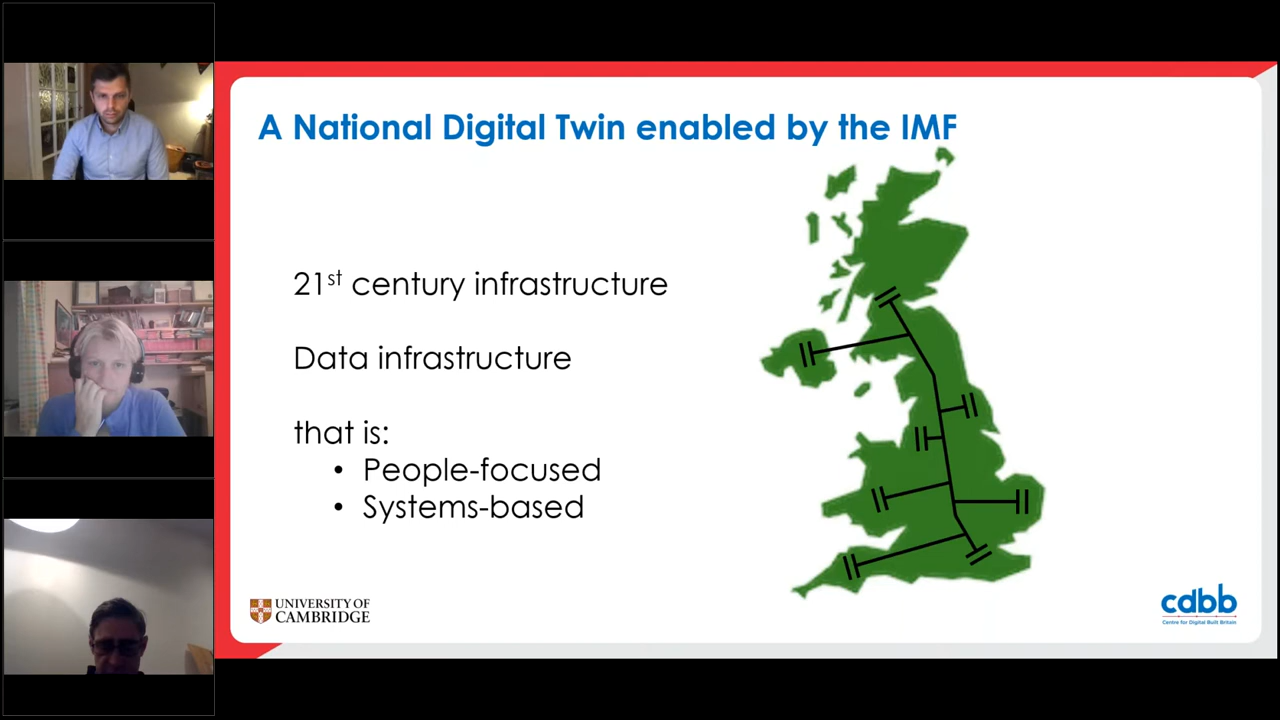 A National Digital Twin enabled by the IMF
21st century infrastructure
Data infrastructure
that is:
• People-focused
• Systems-based
UNIVERSITY OF
CAMBRIDGE
cdbb
Centre for Digital Built Britain